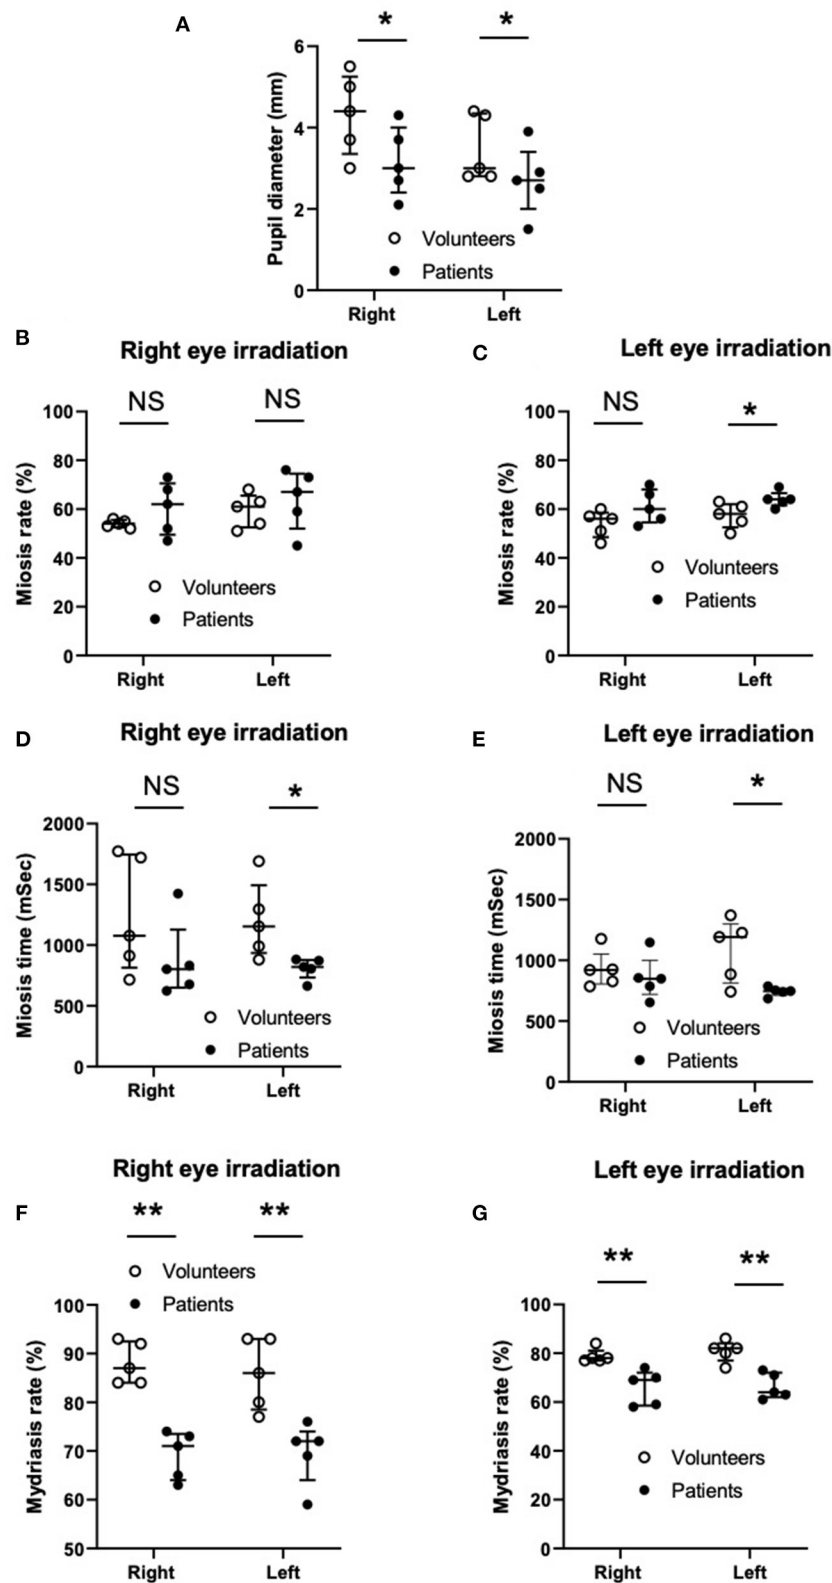 A
* *
Pupil diameter (mm)
6
4
2
0
Volunteers
Patients
Right Left
B
Right eye irradiation
NS NS
Miosis rate (%)
100
80
60
40
20
0
Volunteers
Patients
Right Left
C
Left eye irradiation
NS *
Miosis rate (%)
100
80
60
40
20
0
Volunteers
Patients
Right Left
D
Right eye irradiation
NS *
Miosis time (mSec)
2000
1500
1000
500
0
Volunteers
Patients
Right Left
E
Left eye irradiation
NS *
Miosis time (mSec)
2000
1500
1000
500
0
Volunteers
Patients
Right Left
F
Right eye irradiation
** **
Volunteers
Patients
Mydriasis rate (%)
100
90
80
70
60
50
Right Left
G
Left eye irradiation
** **
Mydriasis rate (%)
100
80
60
40
20
0
Volunteers
Patients
Right Left